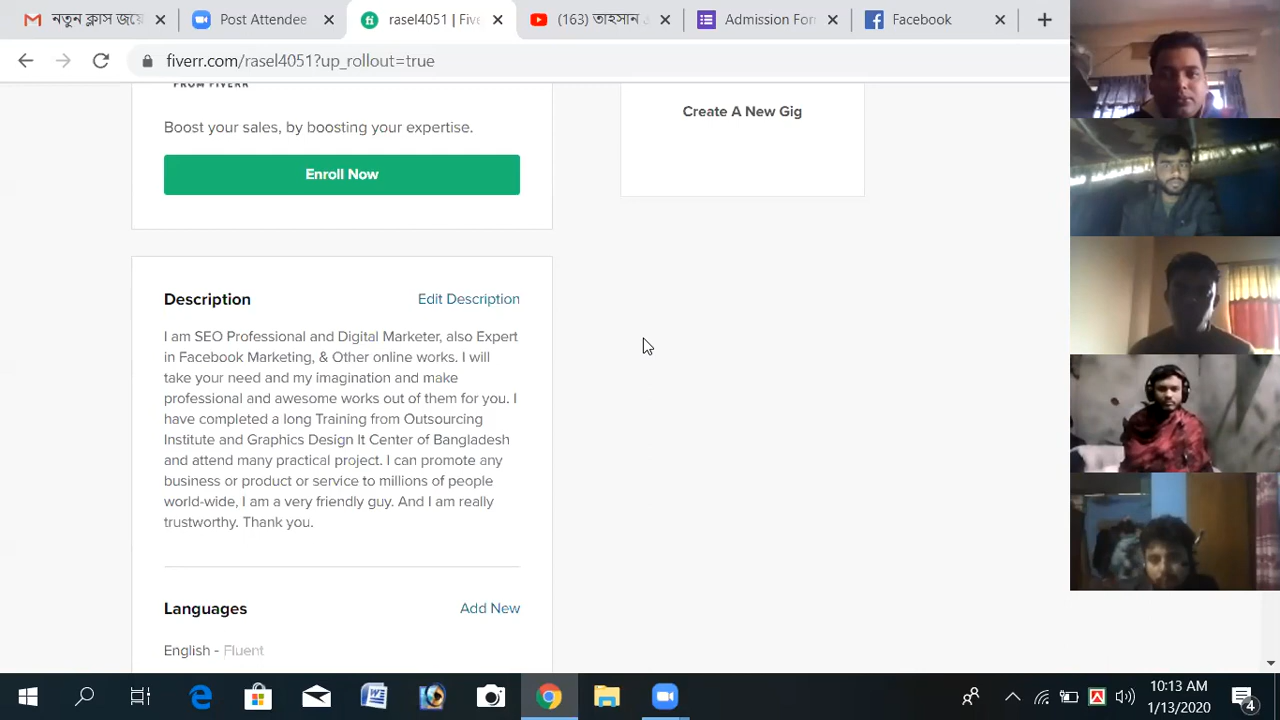 নতুন ক্লাস জয়ে
Post Attendee
rasel4051 | Five
(163) তাহসান
Admission For
Facebook
fiverr.com/rasel4051?up_rollout=true
FROM FIVERR
Boost your sales, by boosting your expertise.
Enroll Now
Create A New Gig
Description
Edit Description
I am SEO Professional and Digital Marketer, also Expert
in Facebook Marketing, & Other online works. I will
take your need and my imagination and make
professional and awesome works out of them for you. I
have completed a long Training from Outsourcing
Institute and Graphics Design It Center of Bangladesh
and attend many practical project. I can promote any
business or product or service to millions of people
world-wide, I am a very friendly guy. And I am really
trustworthy. Thank you.
Languages
Add New
English - Fluent
10:13 AM
1/13/2020
4